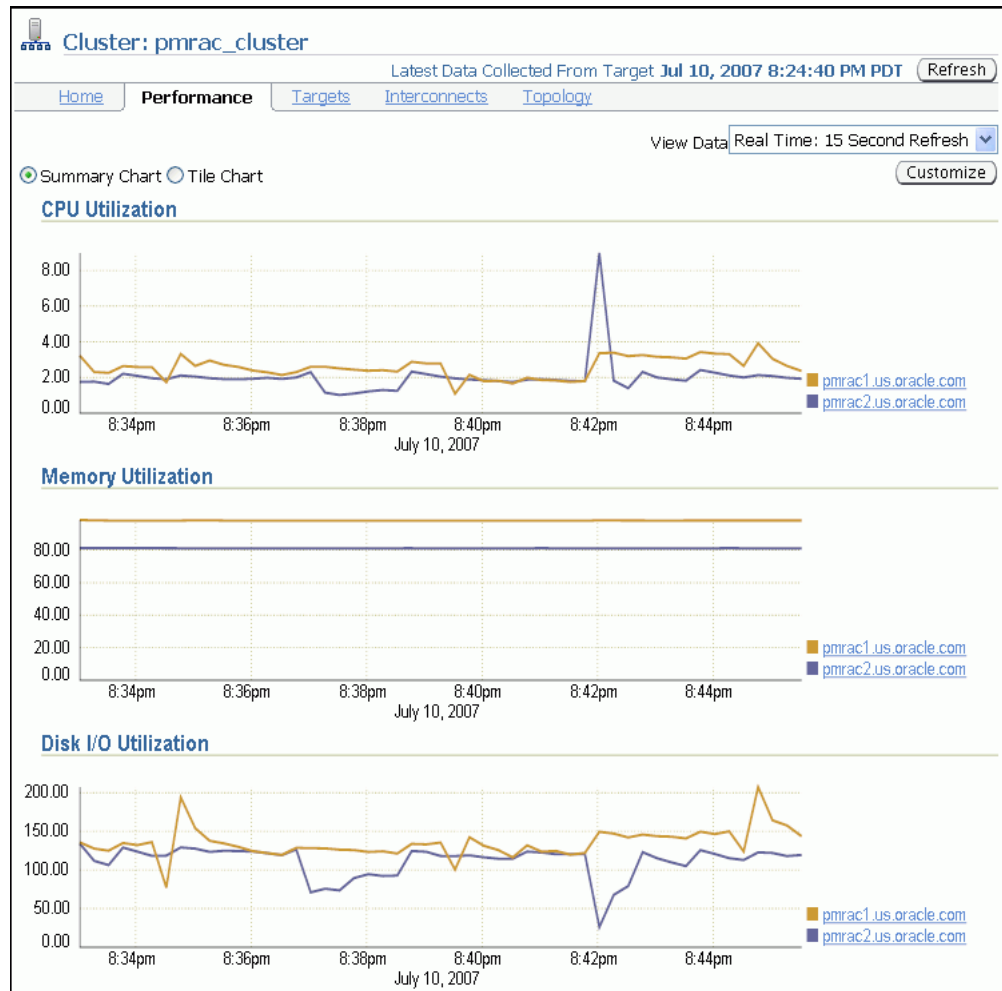 Cluster: pmrac_cluster
Latest Data Collected From Target Jul 10, 2007 8:24:40 PM PDT Refresh
Home Performance Targets Interconnects Topology
View Data Real Time: 15 Second Refresh
Summary Chart Tile Chart Customize
CPU Utilization
8.00
6.00
4.00
2.00
0.00
8:34pm 8:36pm 8:38pm 8:40pm 8:42pm 8:44pm
July 10, 2007
pmrac1.us.oracle.com
pmrac2.us.oracle.com
Memory Utilization
80.00
60.00
40.00
20.00
0.00
8:34pm 8:36pm 8:38pm 8:40pm 8:42pm 8:44pm
July 10, 2007
pmrac1.us.oracle.com
pmrac2.us.oracle.com
Disk I/O Utilization
200.00
150.00
100.00
50.00
0.00
8:34pm 8:36pm 8:38pm 8:40pm 8:42pm 8:44pm
July 10, 2007
pmrac1.us.oracle.com
pmrac2.us.oracle.com